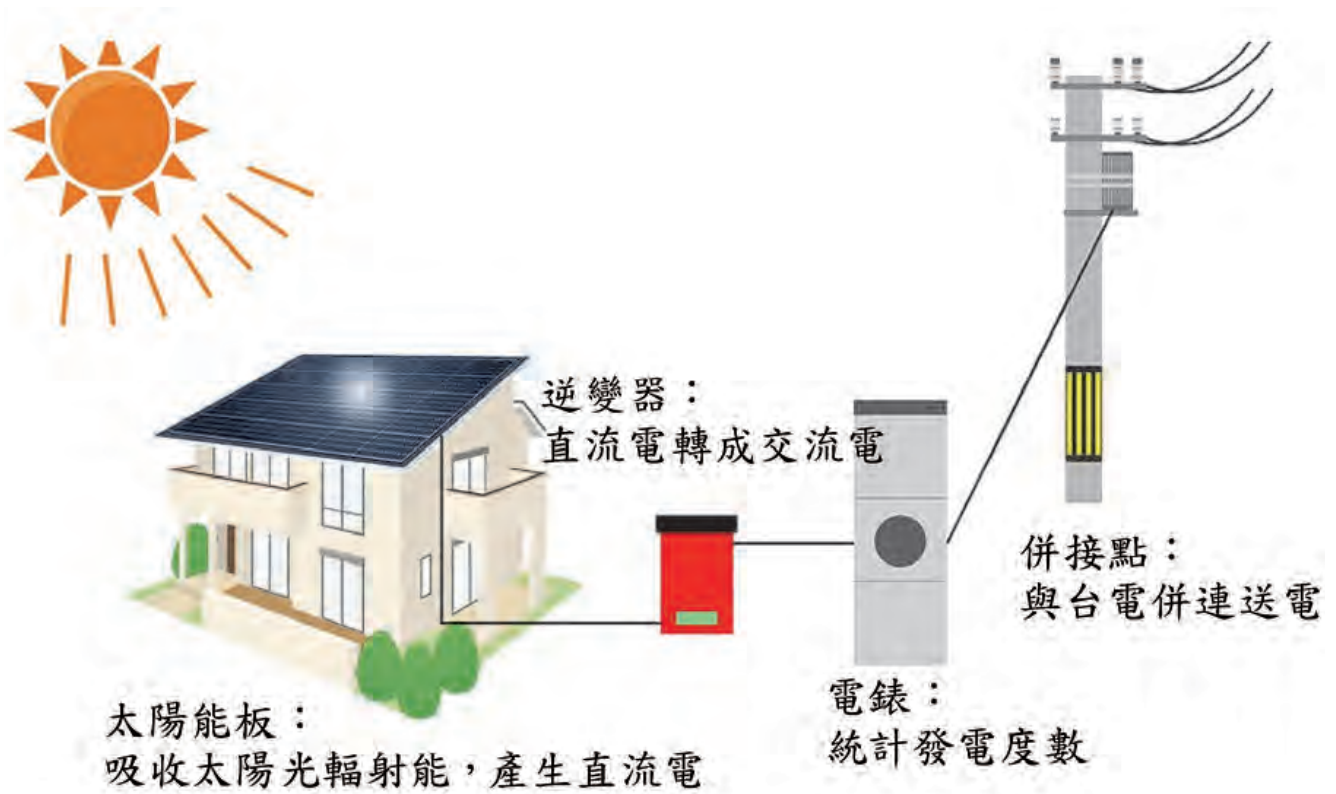 逆變器：
直流電轉成交流電
併接點：
與台電併連送電
電錶：
統計發電度數
太陽能板：
吸收太陽光輻射能，產生直流電